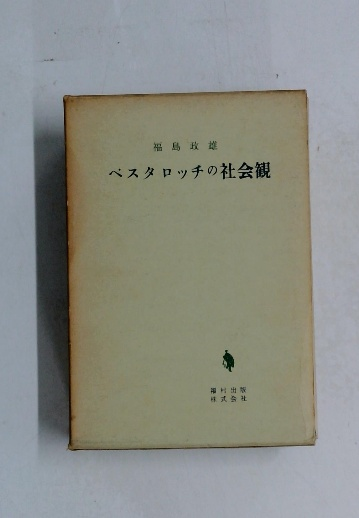 福島政雄
ペスタロッチの社会観
福村出版
株式会社